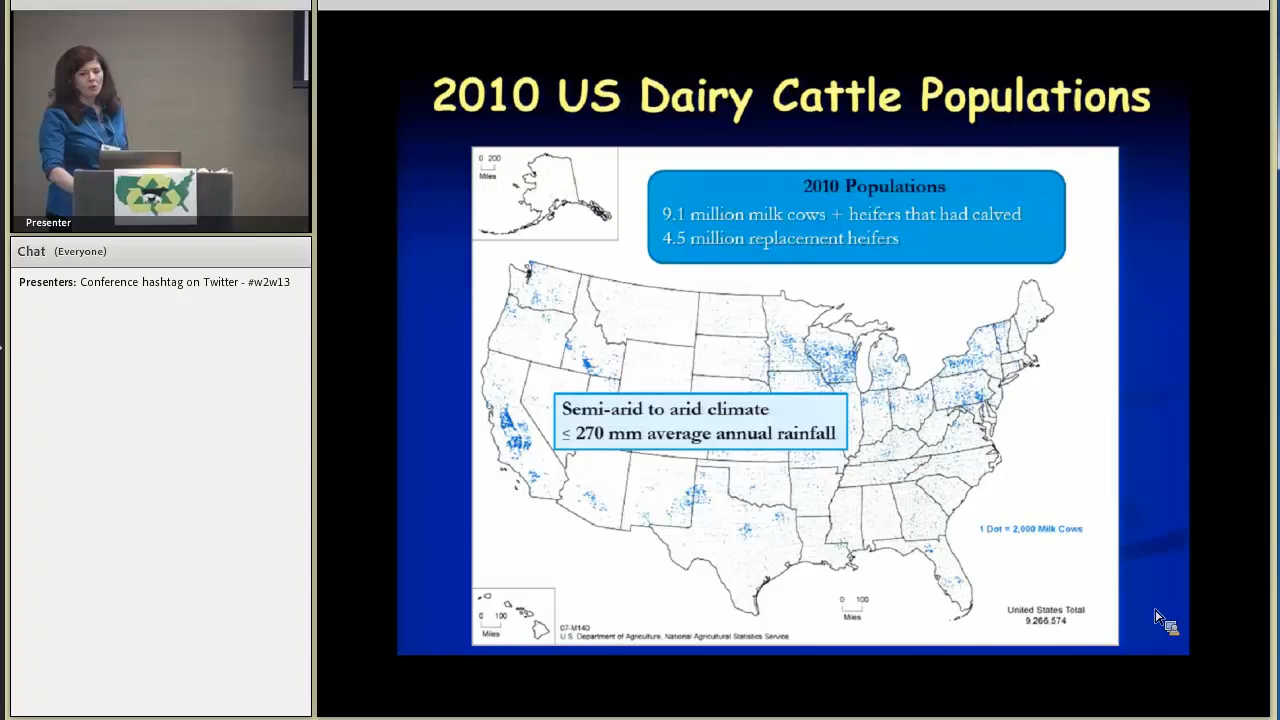 Presenter
Chat (Everyone)
Presenters: Conference hashtag on Twitter - #w2w13
2010 US Dairy Cattle Populations
0 200
Miles
2010 Populations
9.1 million milk cows + heifers that had calved
4.5 million replacement heifers
Semi-arid to arid climate
≤ 270 mm average annual rainfall
1 Dot = 2,000 Milk Cows
0 100
Miles
0 100
Miles
United States Total
9,266,574
07-M140
U.S. Department of Agriculture, National Agricultural Statistics Service